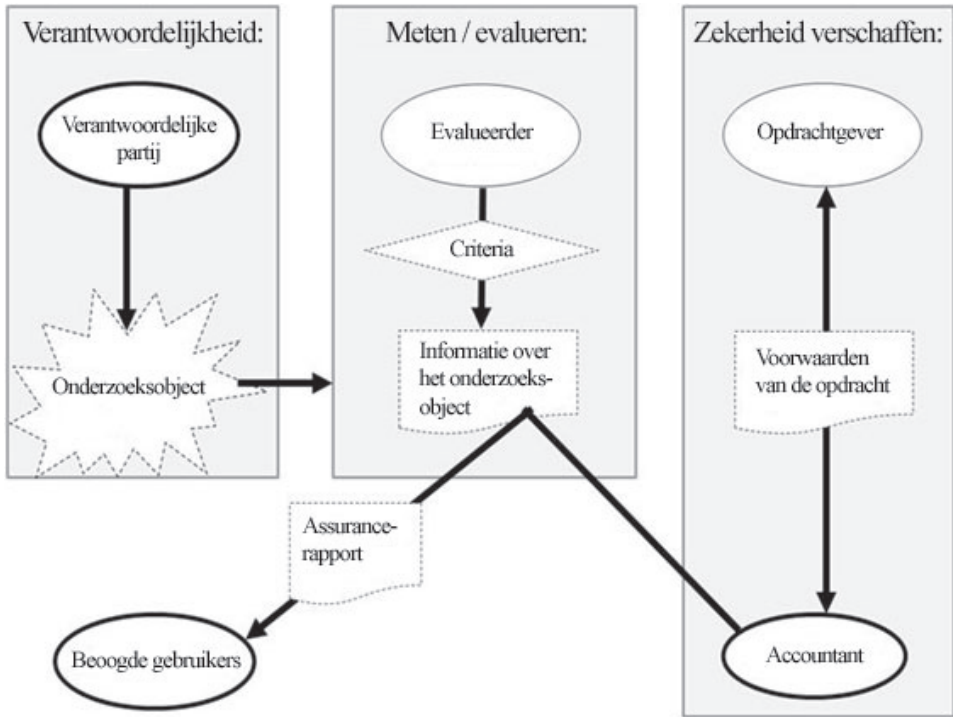 Verantwoordelijkheid:
Verantwoordelijke
partij
Onderzoeksobject
Meten / evalueren:
Evalueerder
Criteria
Informatie over
het onderzoeks-
object
Zekerheid verschaffen:
Opdrachtgever
Voorwaarden
van de opdracht
Accountant
Assurance-
rapport
Beoogde gebruikers